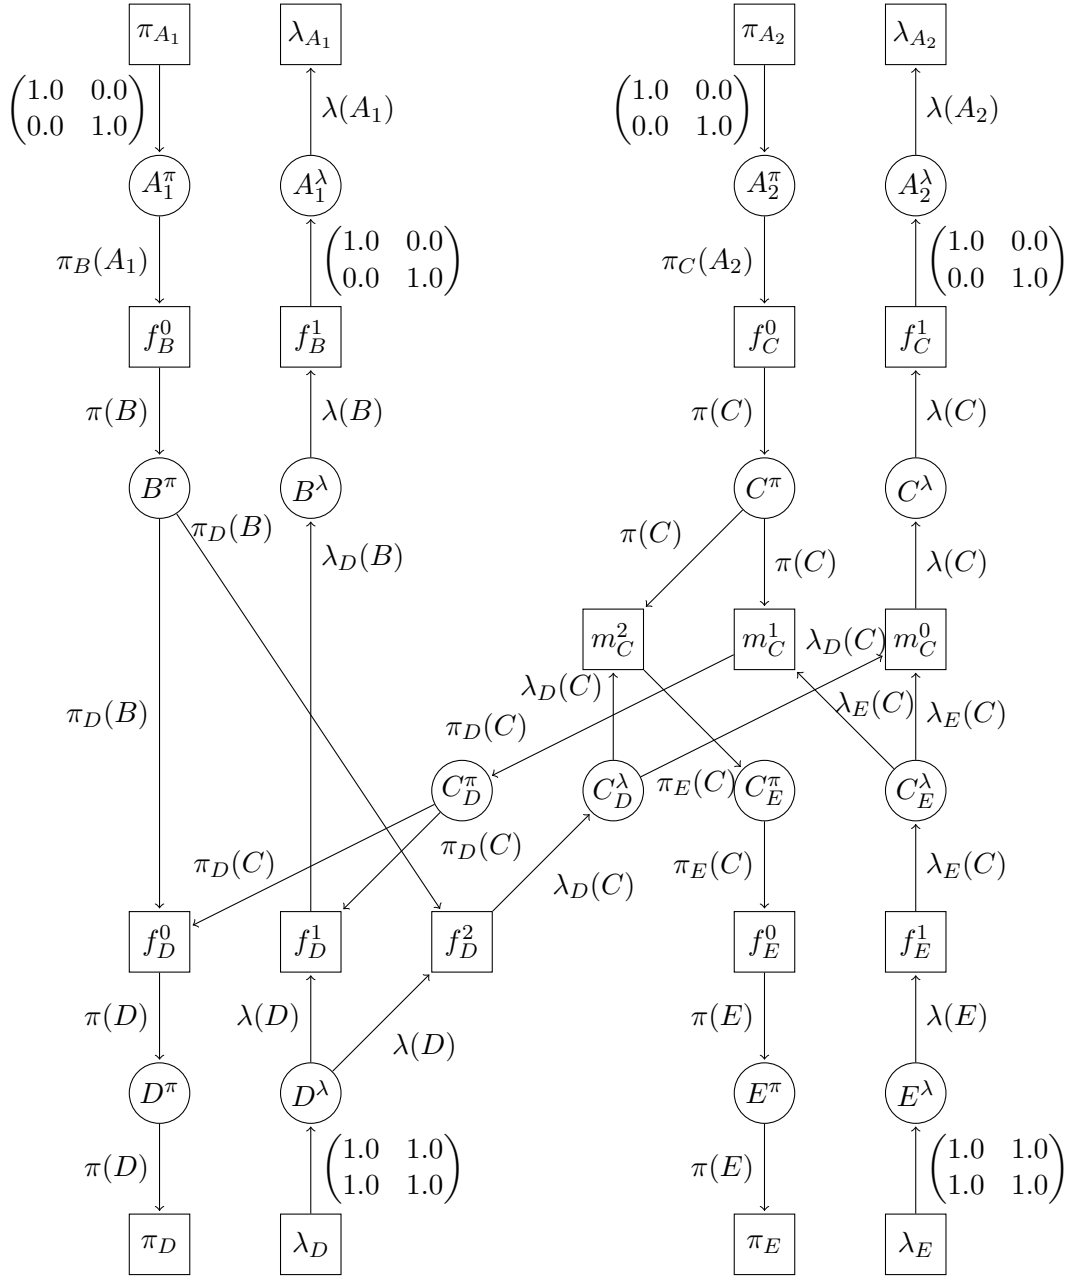 π_{A_1} λ_{A_1} π_{A_2} λ_{A_2}
(1.0 0.0 (1.0 0.0
0.0 1.0) λ(A_1) 0.0 1.0) λ(A_2)
A_1^π A_1^λ A_2^π A_2^λ
π_B(A_1) (1.0 0.0 π_C(A_2) (1.0 0.0
0.0 1.0) 0.0 1.0)
f_B^0 f_B^1 f_C^0 f_C^1
π(B) λ(B) π(C) λ(C)
B^π B^λ C^π C^λ
π_D(B) λ_D(B) π(C) π(C) λ(C)
m_C^2 m_C^1 λ_D(C) m_C^0
π_D(B) π_D(C) λ_D(C) λ_E(C) λ_E(C)
C_D^π C_D^λ π_E(C) C_E^π C_E^λ
π_D(C) π_D(C) λ_D(C) π_E(C) λ_E(C)
f_D^0 f_D^1 f_D^2 f_E^0 f_E^1
π(D) λ(D) λ(D) π(E) λ(E)
D^π D^λ E^π E^λ
π(D) (1.0 1.0 π(E) (1.0 1.0
1.0 1.0) 1.0 1.0)
π_D λ_D π_E λ_E